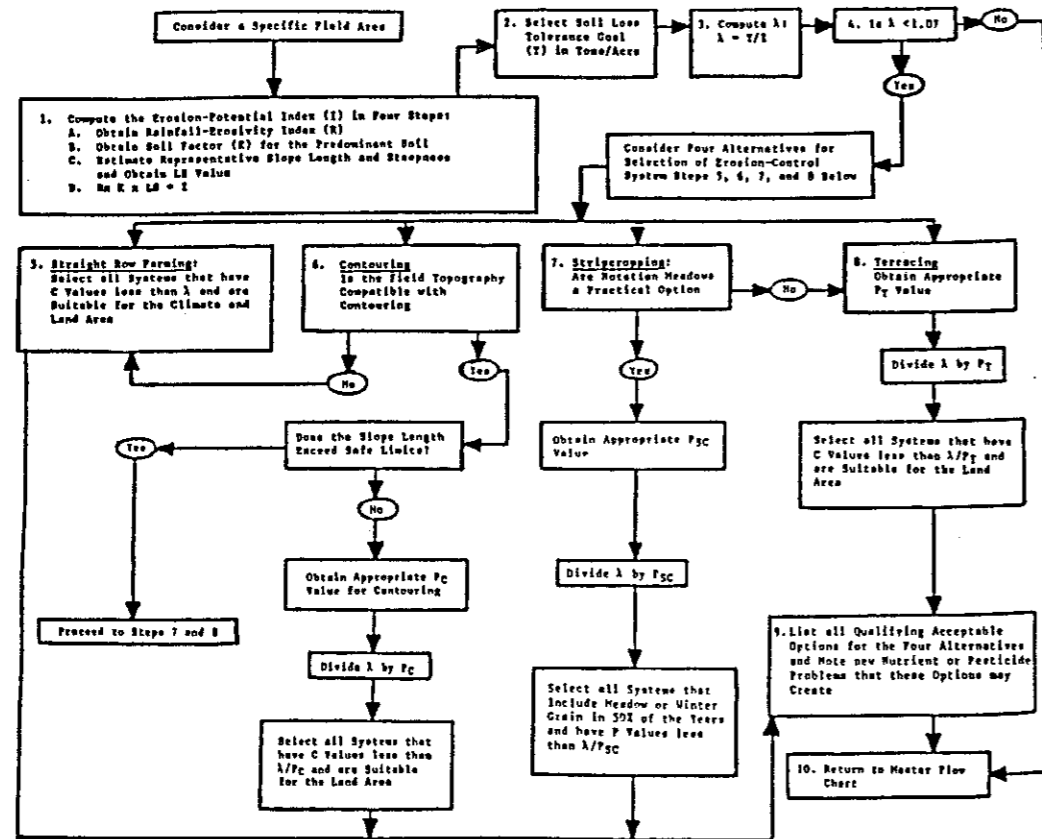 Consider a Specific Field Area
2. Select Soil Loss
Tolerance Goal
(T) in Tons/Acre
3. Compute λ:
λ = T/I
4. Is λ <1.0?
No
Yes
1. Compute the Erosion-Potential Index (I) in Four Steps:
A. Obtain Rainfall-Erosivity Index (R)
B. Obtain Soil Factor (K) for the Predominant Soil
C. Estimate Representative Slope Length and Steepness
and Obtain LS Value
D. R x K x LS = I
Consider Four Alternatives for
Selection of Erosion-Control
System Steps 5, 6, 7, and 8 Below
5. Straight Row Farming:
Select all Systems that have
C Values Less than λ and are
Suitable for the Climate and
Land Area
6. Contouring
Is the Field Topography
Compatible with
Contouring
7. Stripcropping:
Are Rotation Meadows
a Practical Option
No
8. Terracing
Obtain Appropriate
PT Value
No
Yes
Yes
Divide λ by PT
Yes
Does the Slope Length
Exceed Safe Limits?
Obtain Appropriate PSC
Value
Select all Systems that have
C Values less than λ/PT and
are Suitable for the Land
Area
No
Obtain Appropriate PC
Value for Contouring
Divide λ by PSC
Proceed to Steps 7 and 8
Divide λ by PC
9. List all Qualifying Acceptable
Options for the Four Alternatives
and Note new Nutrient or Pesticide
Problems that these Options may
Create
Select all Systems that
Include Meadow or Winter
Grain in 50% of the Years
and have P Values less
than λ/PSC
Select all Systems that
have C Values less than
λ/PC and are Suitable
for the Land Area
10. Return to Master Flow
Chart